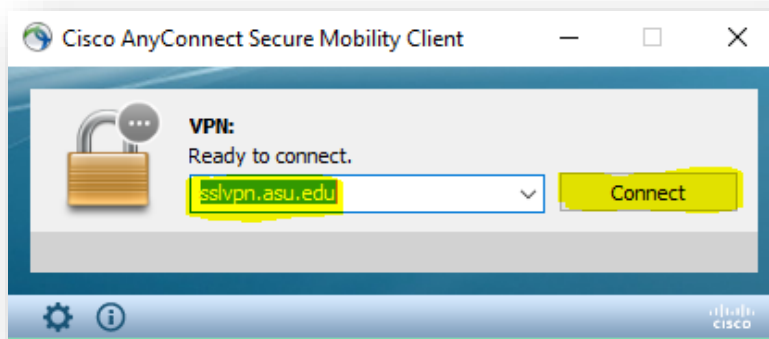 Cisco AnyConnect Secure Mobility Client
VPN:
Ready to connect.
sslvpn.asu.edu
Connect
CISCO